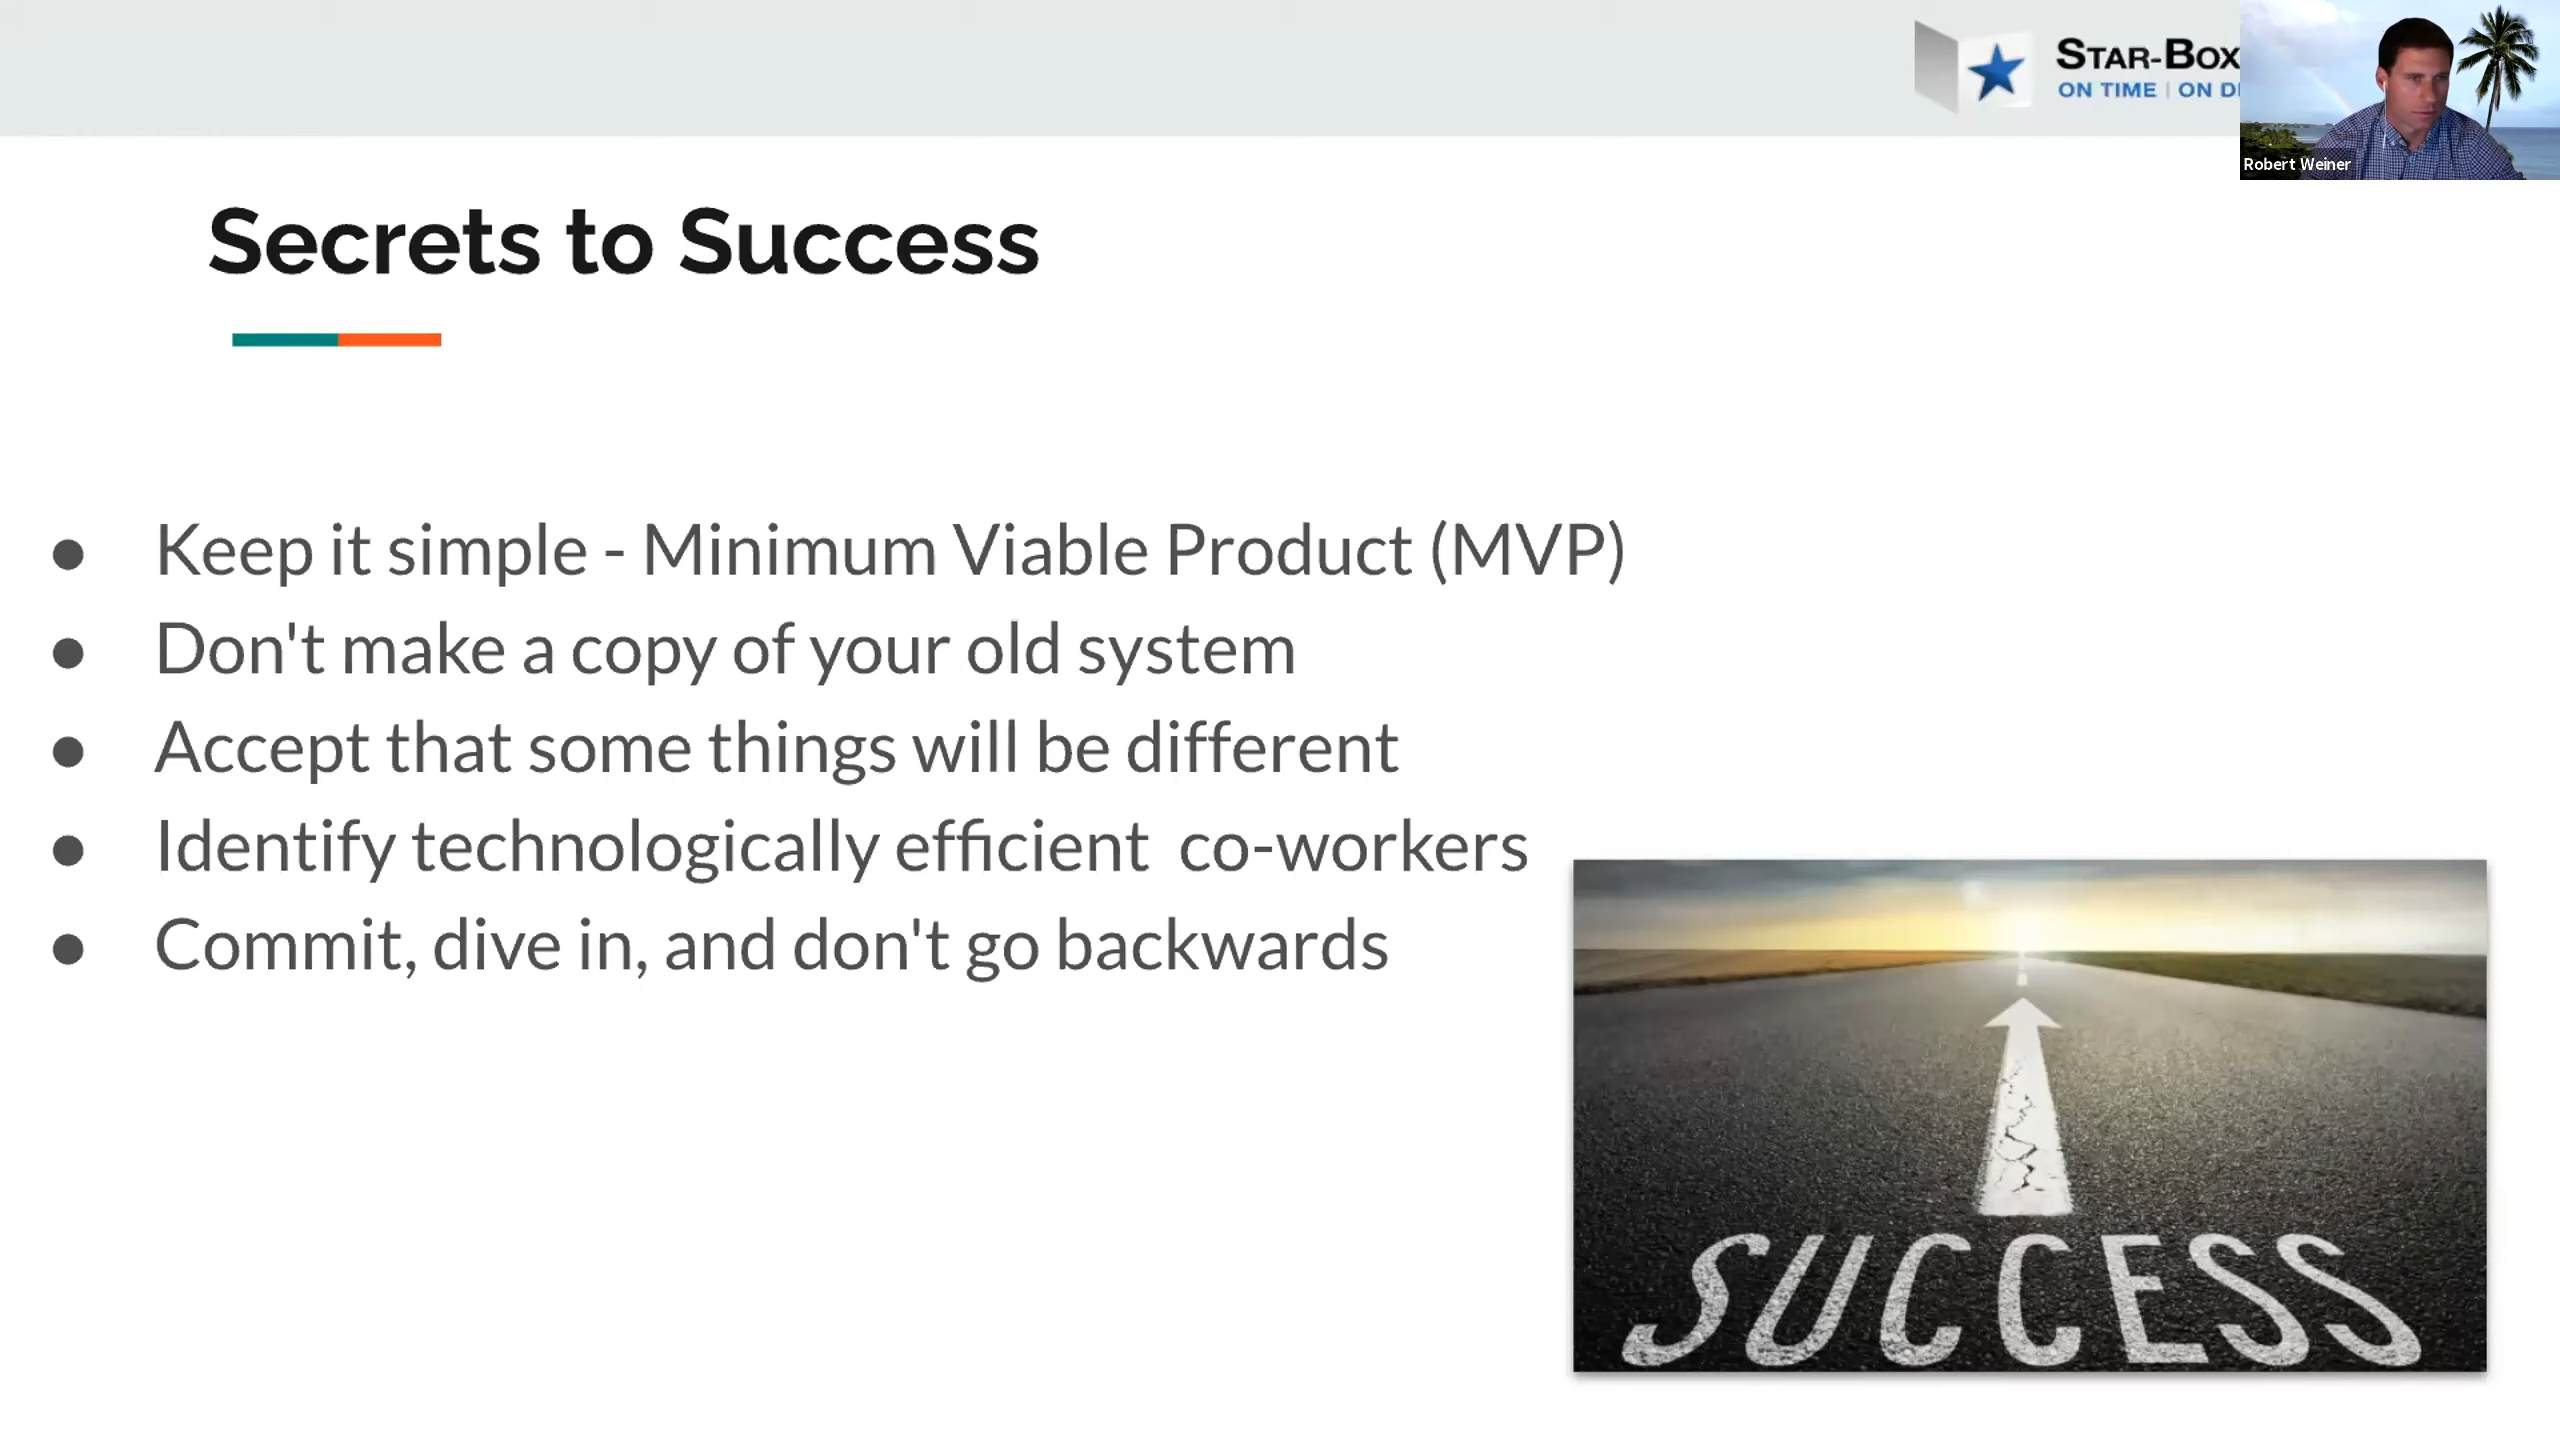 STAR-BOX
ON TIME | ON D
Robert Weiner
Secrets to Success
● Keep it simple - Minimum Viable Product (MVP)
● Don't make a copy of your old system
● Accept that some things will be different
● Identify technologically efficient  co-workers
● Commit, dive in, and don't go backwards
SUCCESS